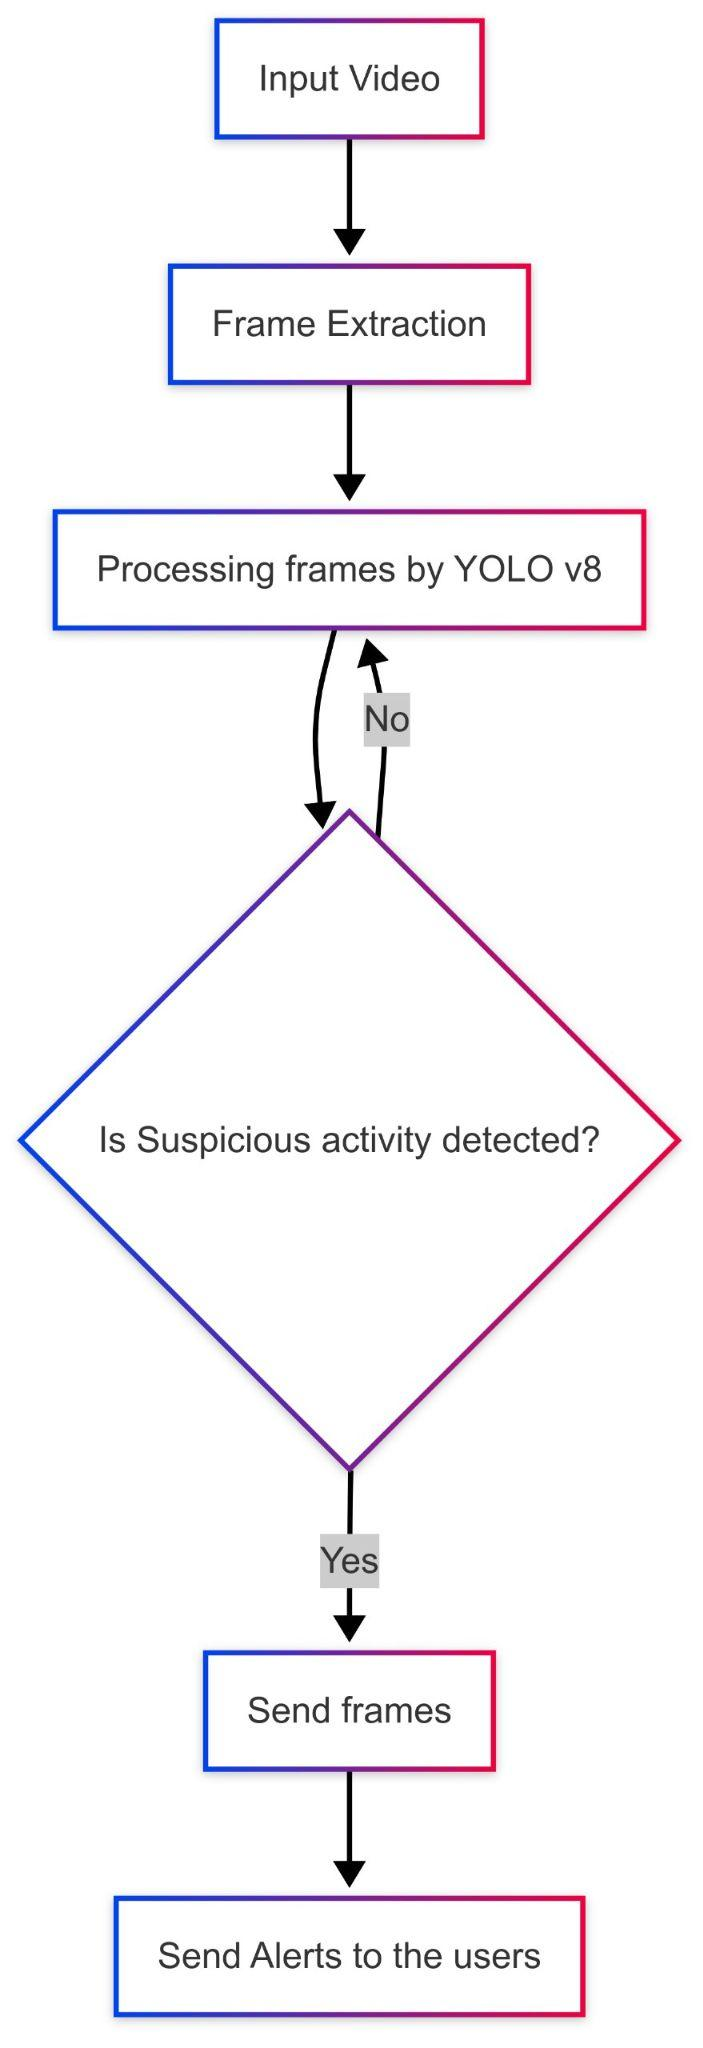 Input Video
Frame Extraction
Processing frames by YOLO v8
No
Is Suspicious activity detected?
Yes
Send frames
Send Alerts to the users